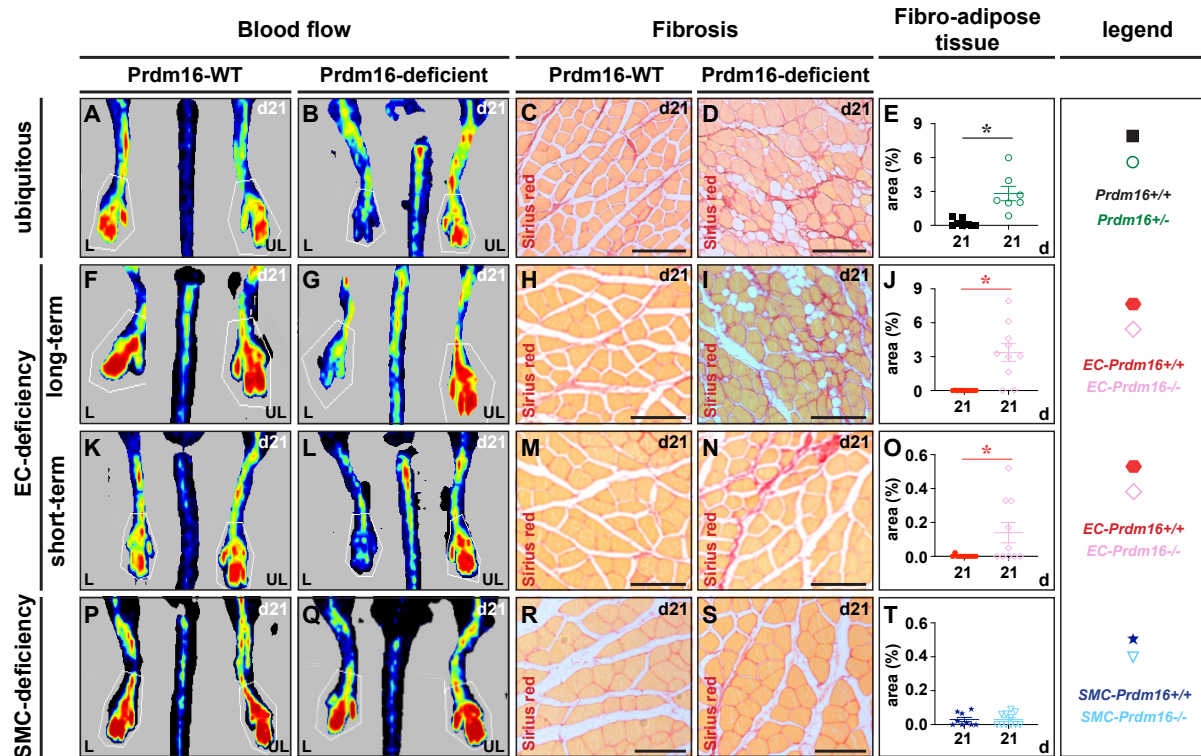 Blood flow
Fibrosis
Fibro-adipose
tissue
legend
Prdm16-WT
Prdm16-deficient
Prdm16-WT
Prdm16-deficient
ubiquitous
A d21 L UL
B d21 L UL
C d21 Sirius red
D d21 Sirius red
E
area (%)
9
6
3
0
*
21 21 d
Prdm16+/+
Prdm16+/-
EC-deficiency
long-term
F d21 L UL
G d21 L UL
H d21 Sirius red
I d21 Sirius red
J
area (%)
9
6
3
0
*
21 21 d
EC-Prdm16+/+
EC-Prdm16-/-
short-term
K d21 L UL
L d21 L UL
M d21 Sirius red
N d21 Sirius red
O
area (%)
0.6
0.4
0.2
0.0
*
21 21 d
EC-Prdm16+/+
EC-Prdm16-/-
SMC-deficiency
P d21 L UL
Q d21 L UL
R d21 Sirius red
S d21 Sirius red
T
area (%)
0.6
0.4
0.2
0.0
21 21 d
SMC-Prdm16+/+
SMC-Prdm16-/-